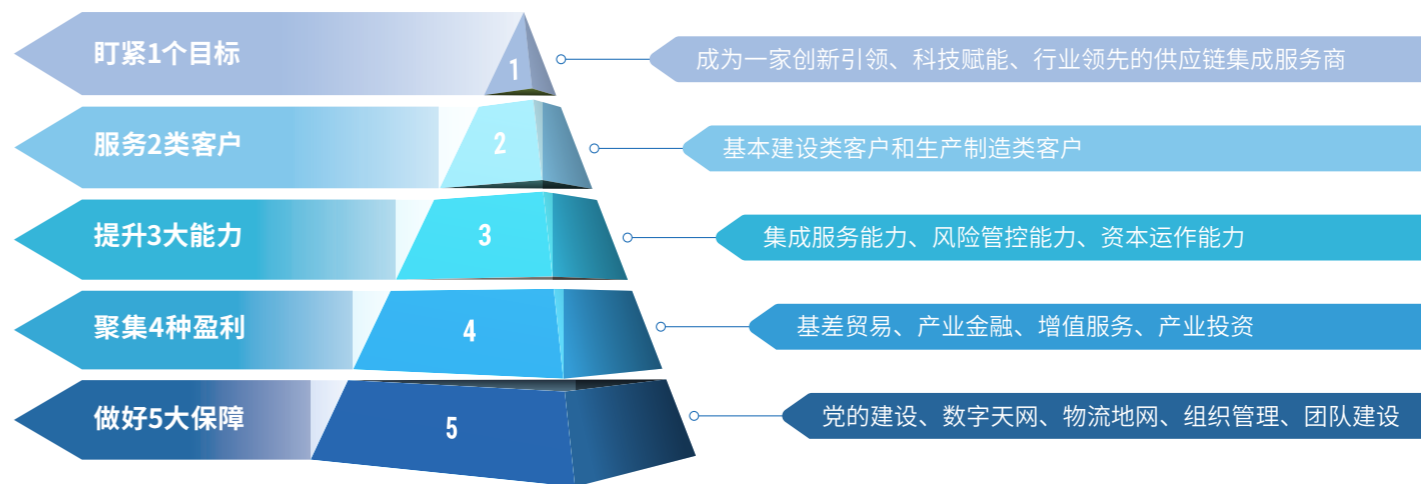 盯紧1个目标
1
成为一家创新引领、科技赋能、行业领先的供应链集成服务商
服务2类客户
2
基本建设类客户和生产制造类客户
提升3大能力
3
集成服务能力、风险管控能力、资本运作能力
聚集4种盈利
4
基差贸易、产业金融、增值服务、产业投资
做好5大保障
5
党的建设、数字天网、物流地网、组织管理、团队建设